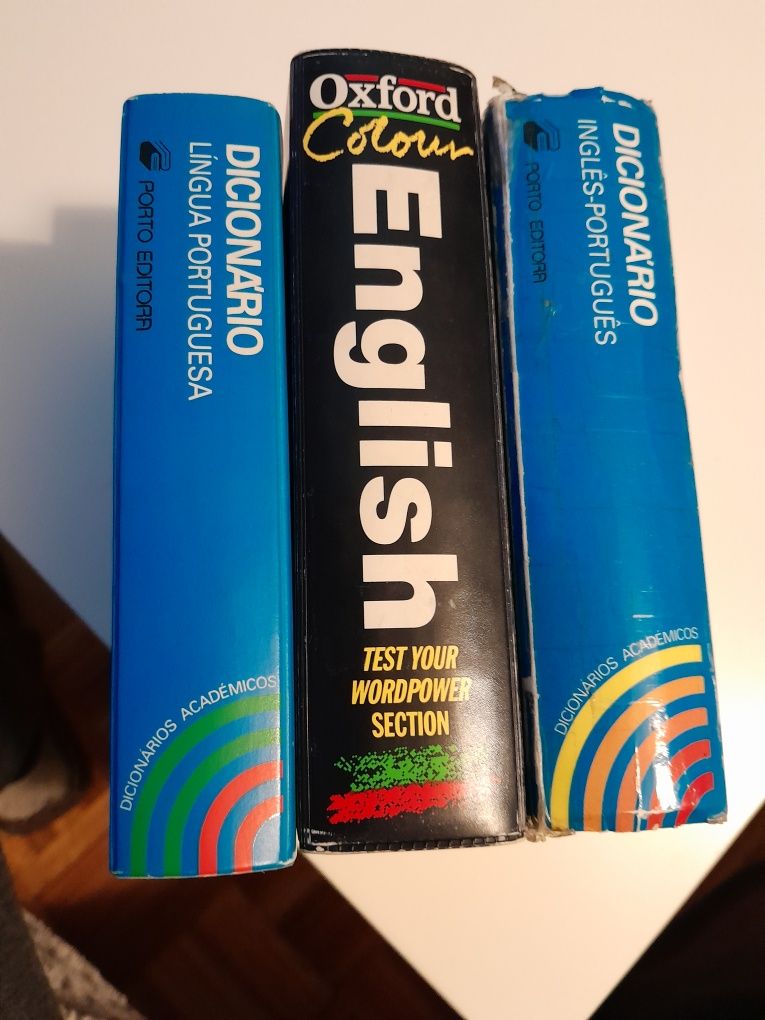 DICIONÁRIO
LÍNGUA PORTUGUESA
PORTO EDITORA
DICIONÁRIOS ACADÉMICOS
Oxford
Colour
English
TEST YOUR
WORDPOWER
SECTION
DICIONÁRIO
INGLÊS-PORTUGUÊS
PORTO EDITORA
DICIONÁRIOS ACADÉMICOS